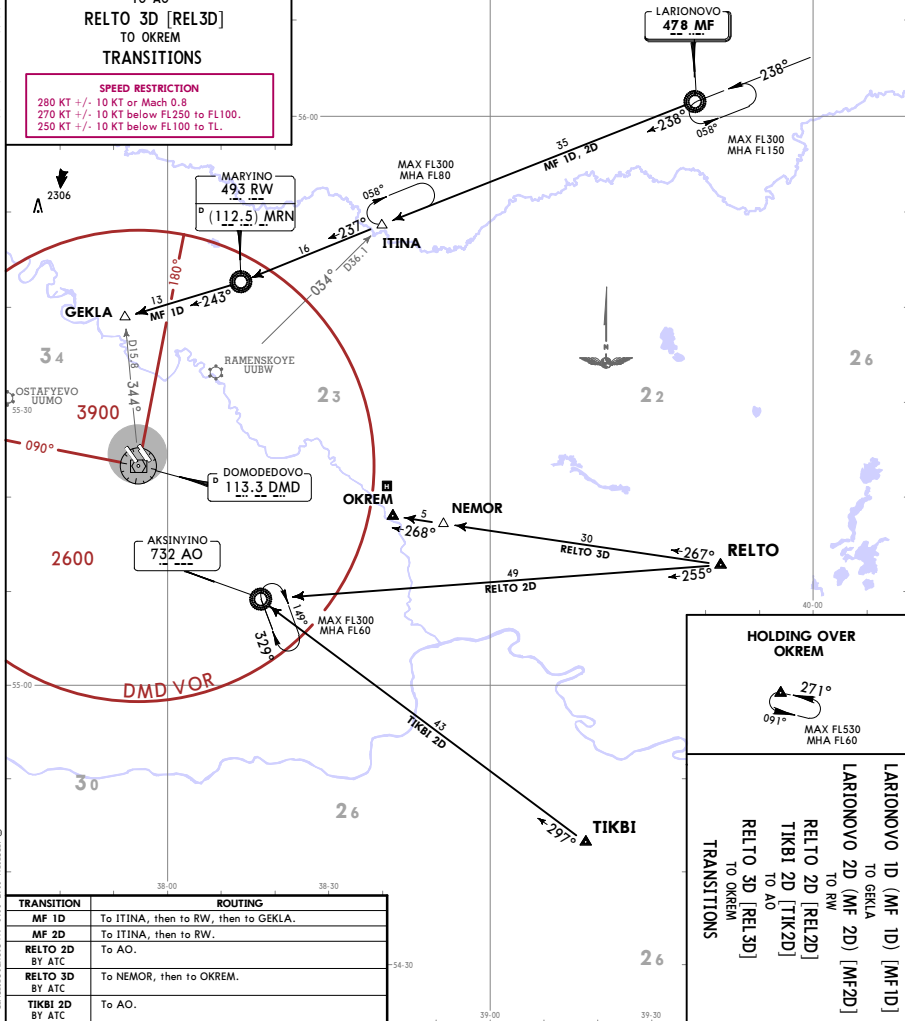 TO AO
RELTO 3D [REL3D]
TO OKREM
TRANSITIONS
SPEED RESTRICTION
280 KT +/- 10 KT or Mach 0.8
270 KT +/- 10 KT below FL250 to FL100.
250 KT +/- 10 KT below FL100 to TL.
LARIONOVO
478 MF
238°
238°
058°
MAX FL300
MHA FL150
56-00
35
MF 1D, 2D
MAX FL300
MHA FL80
058°
2306
MARYINO
493 RW
D (112.5) MRN
237°
ITINA
16
D36.1
034°
180°
13
243°
MF 1D
GEKLA
34
D15.8
344°
RAMENSKOYE
UUBW
N
26
OSTAFYEVO
UUMO
55-30
3900
23
22
090°
D DOMODEDOVO
113.3 DMD
H
OKREM
NEMOR
5
268°
AKSINYINO
732 AO
2600
30
RELTO 3D
267°
RELTO
255°
49
RELTO 2D
149°
MAX FL300
MHA FL60
329°
40-00
HOLDING OVER
OKREM
271°
091°
MAX FL530
MHA FL60
55-00
DMD VOR
43
TIKBI 2D
30
26
297°
TIKBI
38-00
38-30
LARIONOVO 1D (MF 1D) [MF1D]
TO GEKLA
LARIONOVO 2D (MF 2D) [MF2D]
TO RW
RELTO 2D [REL2D]
TIKBI 2D [TIK2D]
TO AO
RELTO 3D [REL3D]
TO OKREM
TRANSITIONS
TRANSITION ROUTING
MF 1D To ITINA, then to RW, then to GEKLA.
MF 2D To ITINA, then to RW.
RELTO 2D To AO.
BY ATC
RELTO 3D To NEMOR, then to OKREM.
BY ATC
TIKBI 2D To AO.
BY ATC
54-30
26
39-00
39-30